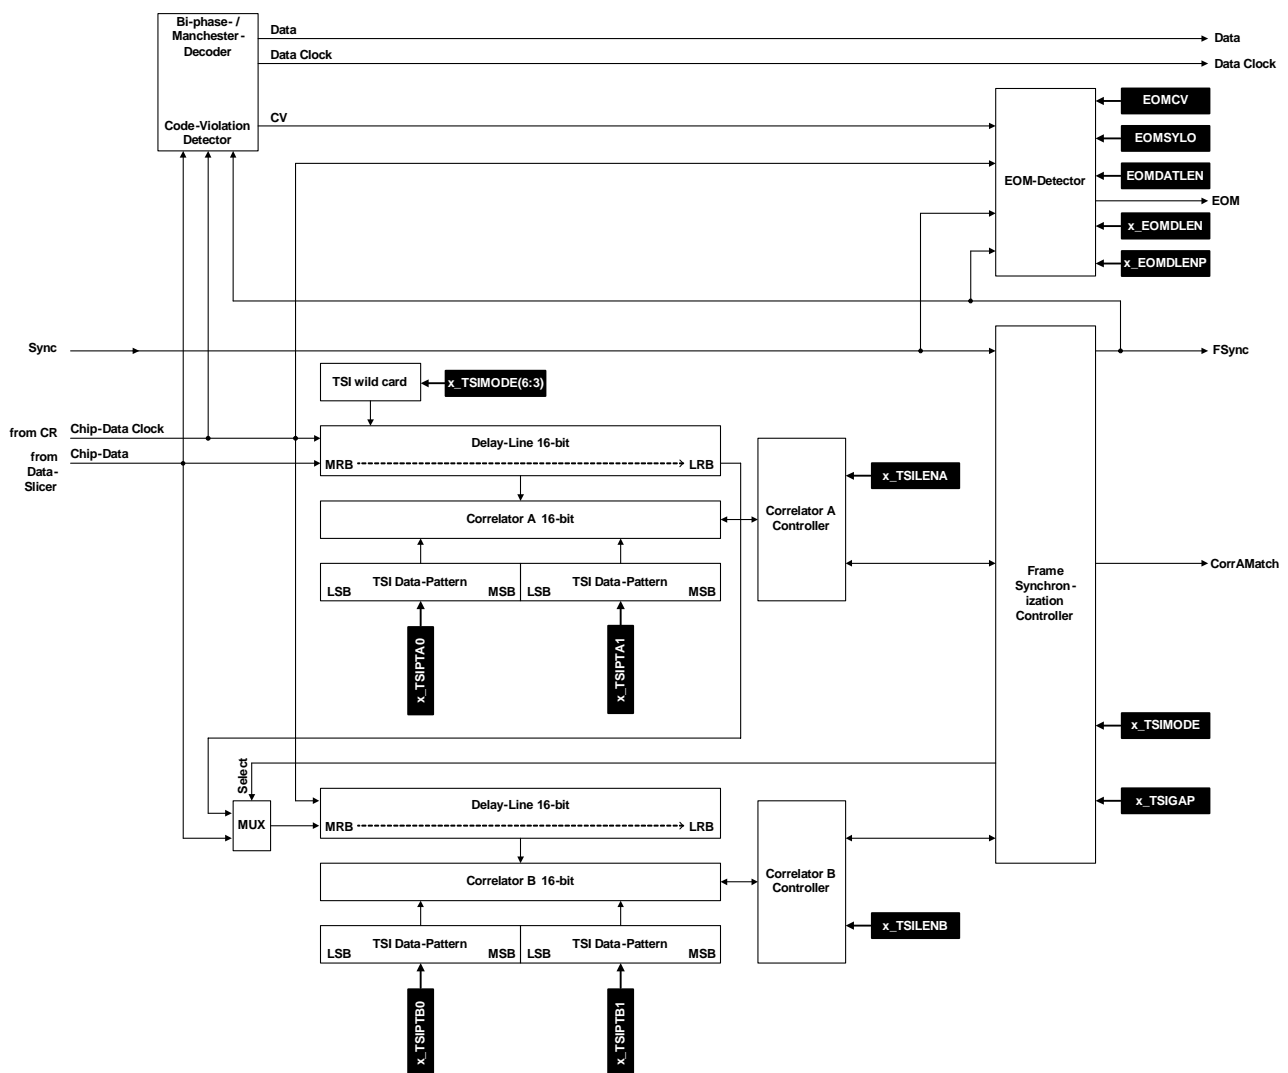 Bi-phase- /
Manchester-
Decoder
Data
Data
Data Clock
Data Clock
EOMCV
CV
Code-Violation
Detector
EOMSYLO
EOMDATLEN
EOM-Detector
EOM
x_EOMDLEN
x_EOMDLENP
Sync
FSync
TSI wild card
x_TSIMODE(6:3)
from CR
Chip-Data Clock
Delay-Line 16-bit
from
Data-
Slicer
Chip-Data
MRB
LRB
x_TSILENA
Correlator A 16-bit
Correlator A
Controller
TSI Data-Pattern
LSB
MSB
TSI Data-Pattern
LSB
MSB
Frame
Synchron-
ization
Controller
CorrAMatch
x_TSIPTA0
x_TSIPTA1
x_TSIMODE
Select
x_TSIGAP
MUX
Delay-Line 16-bit
MRB
LRB
Correlator B 16-bit
Correlator B
Controller
x_TSILENB
TSI Data-Pattern
LSB
MSB
TSI Data-Pattern
LSB
MSB
x_TSIPTB0
x_TSIPTB1